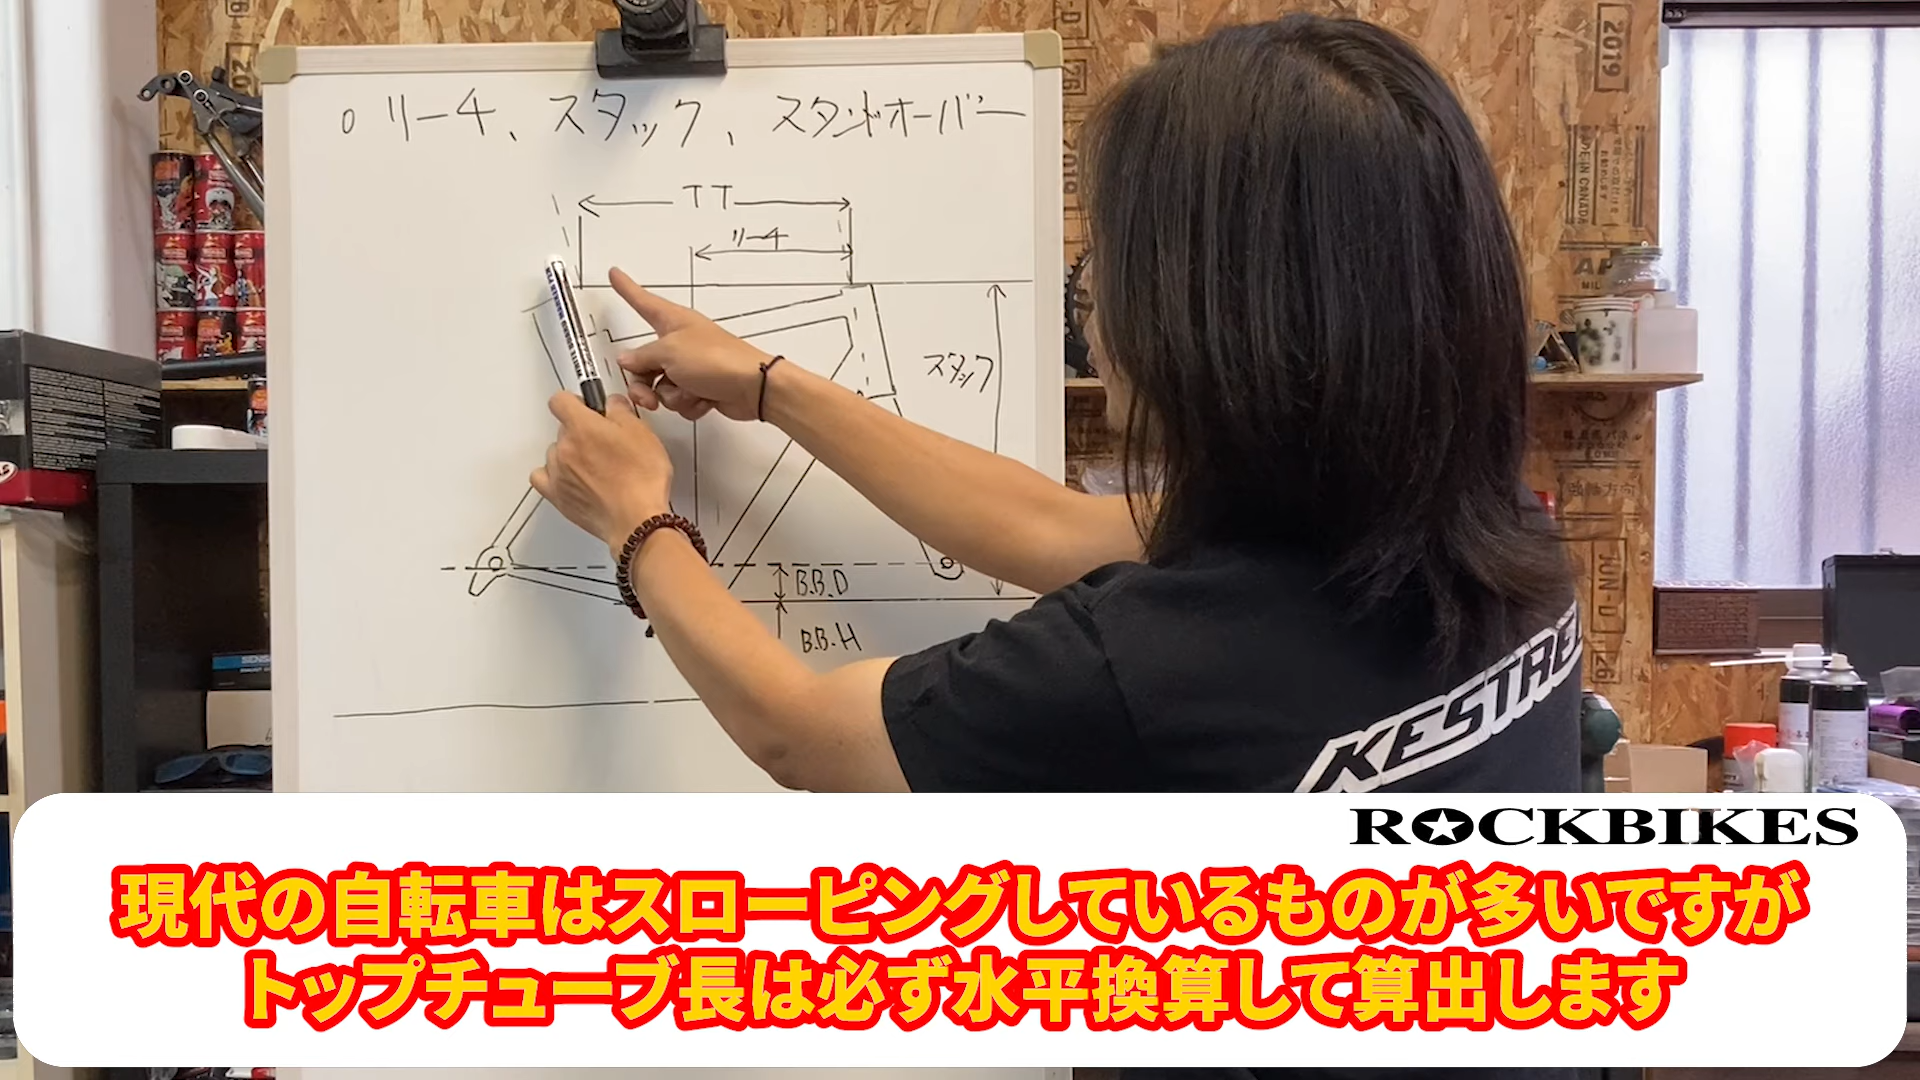 ○ リーチ、スタック、スタンドオーバー
TT
リーチ
スタック
B.B.D
B.B.H
2019
KESTREL
ROCKBIKES
現代の自転車はスローピングしているものが多いですが
トップチューブ長は必ず水平換算して算出します